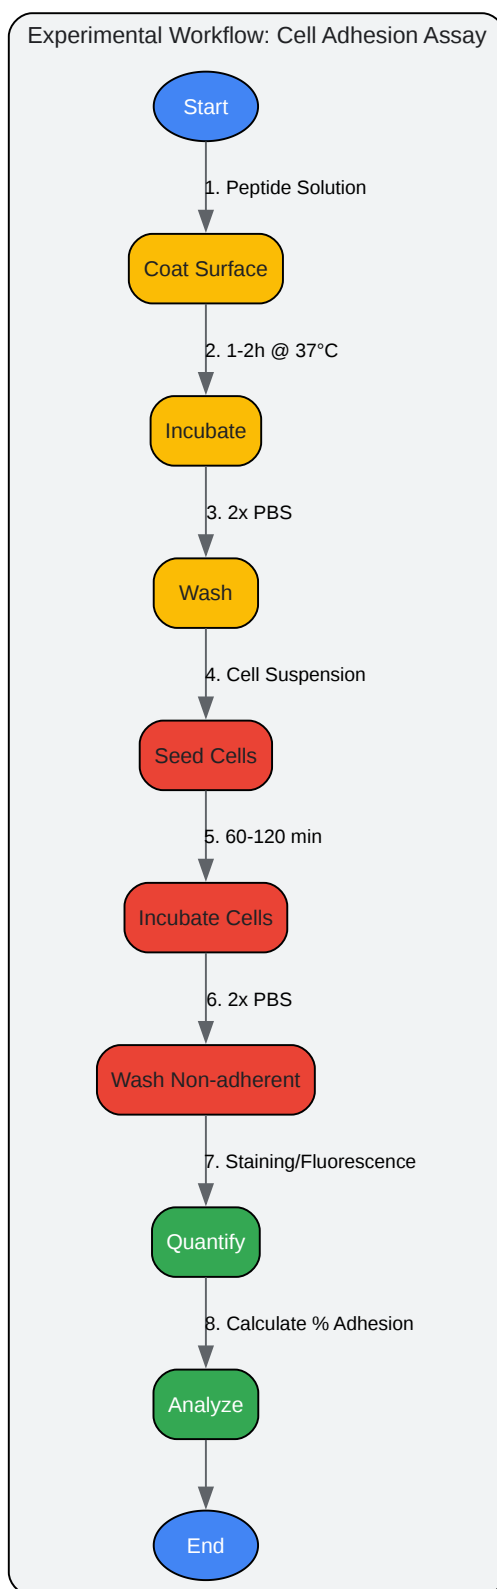 Experimental Workflow: Cell Adhesion Assay
Start
1. Peptide Solution
Coat Surface
2. 1-2h @ 37°C
Incubate
3. 2x PBS
Wash
4. Cell Suspension
Seed Cells
5. 60-120 min
Incubate Cells
6. 2x PBS
Wash Non-adherent
7. Staining/Fluorescence
Quantify
8. Calculate % Adhesion
Analyze
End